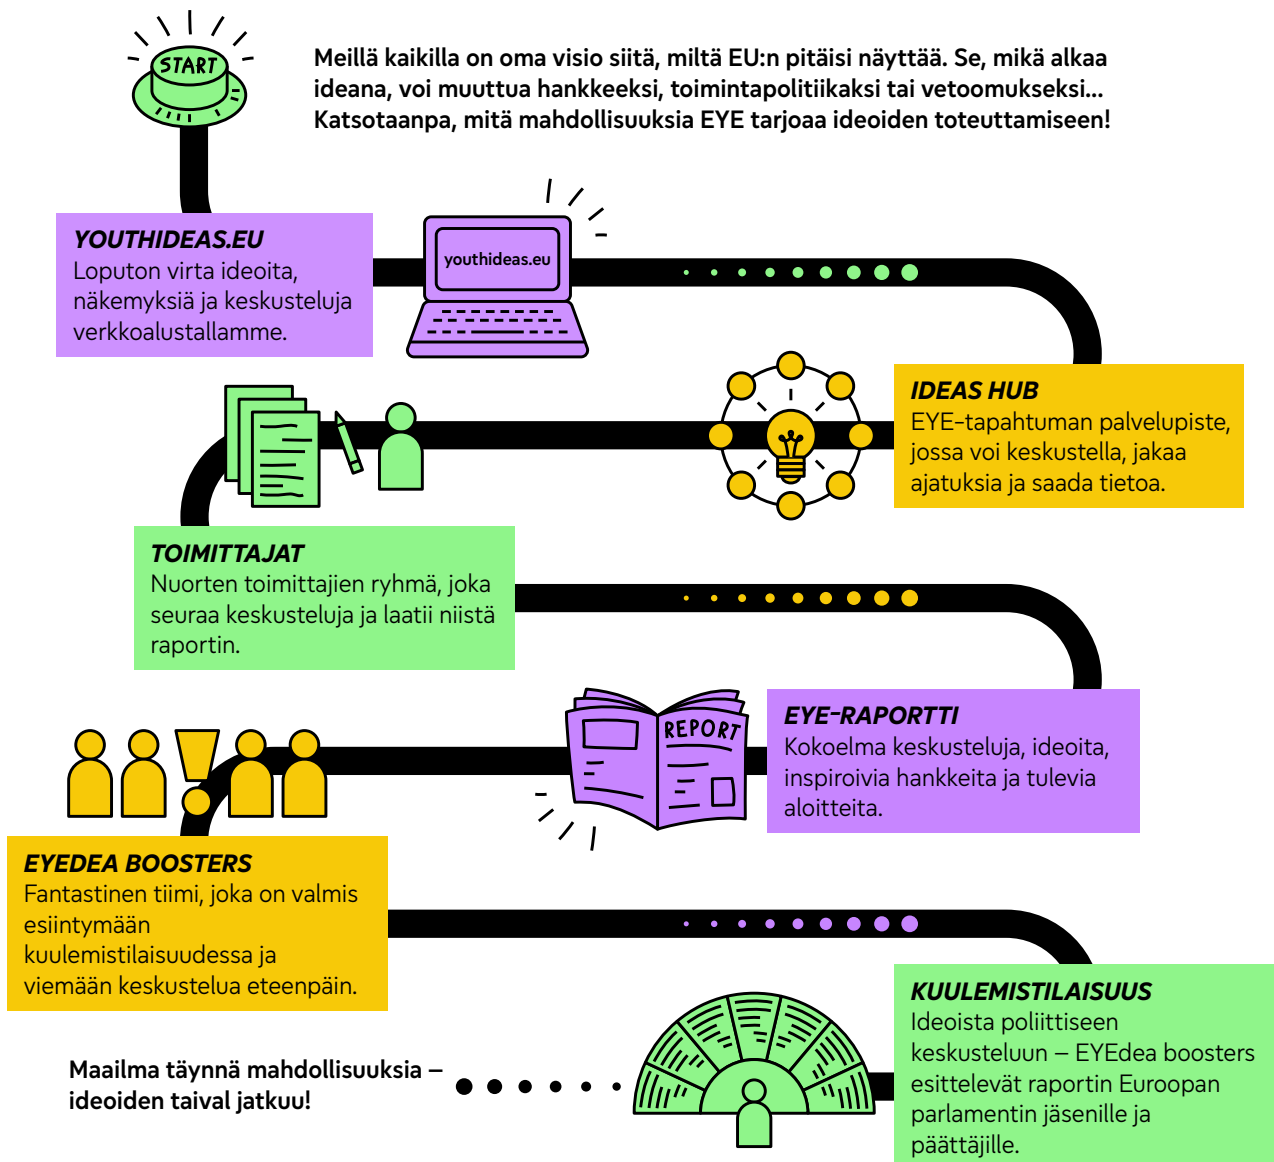 START
Meillä kaikilla on oma visio siitä, miltä EU:n pitäisi näyttää. Se, mikä alkaa
ideana, voi muuttua hankkeeksi, toimintapolitiikaksi tai vetoomukseksi...
Katsotaanpa, mitä mahdollisuuksia EYE tarjoaa ideoiden toteuttamiseen!
YOUTHIDEAS.EU
Loputon virta ideoita,
näkemyksiä ja keskusteluja
verkkoalustallamme.
youthideas.eu
IDEAS HUB
EYE-tapahtuman palvelupiste,
jossa voi keskustella, jakaa
ajatuksia ja saada tietoa.
TOIMITTAJAT
Nuorten toimittajien ryhmä, joka
seuraa keskusteluja ja laatii niistä
raportin.
REPORT
EYE-RAPORTTI
Kokoelma keskusteluja, ideoita,
inspiroivia hankkeita ja tulevia
aloitteita.
EYEDEA BOOSTERS
Fantastinen tiimi, joka on valmis
esiintymään
kuulemistilaisuudessa ja
viemään keskustelua eteenpäin.
KUULEMISTILAISUUS
Ideoista poliittiseen
keskusteluun – EYEdea boosters
esittelevät raportin Euroopan
parlamentin jäsenille ja
päättäjille.
Maailma täynnä mahdollisuuksia –
ideoiden taival jatkuu!